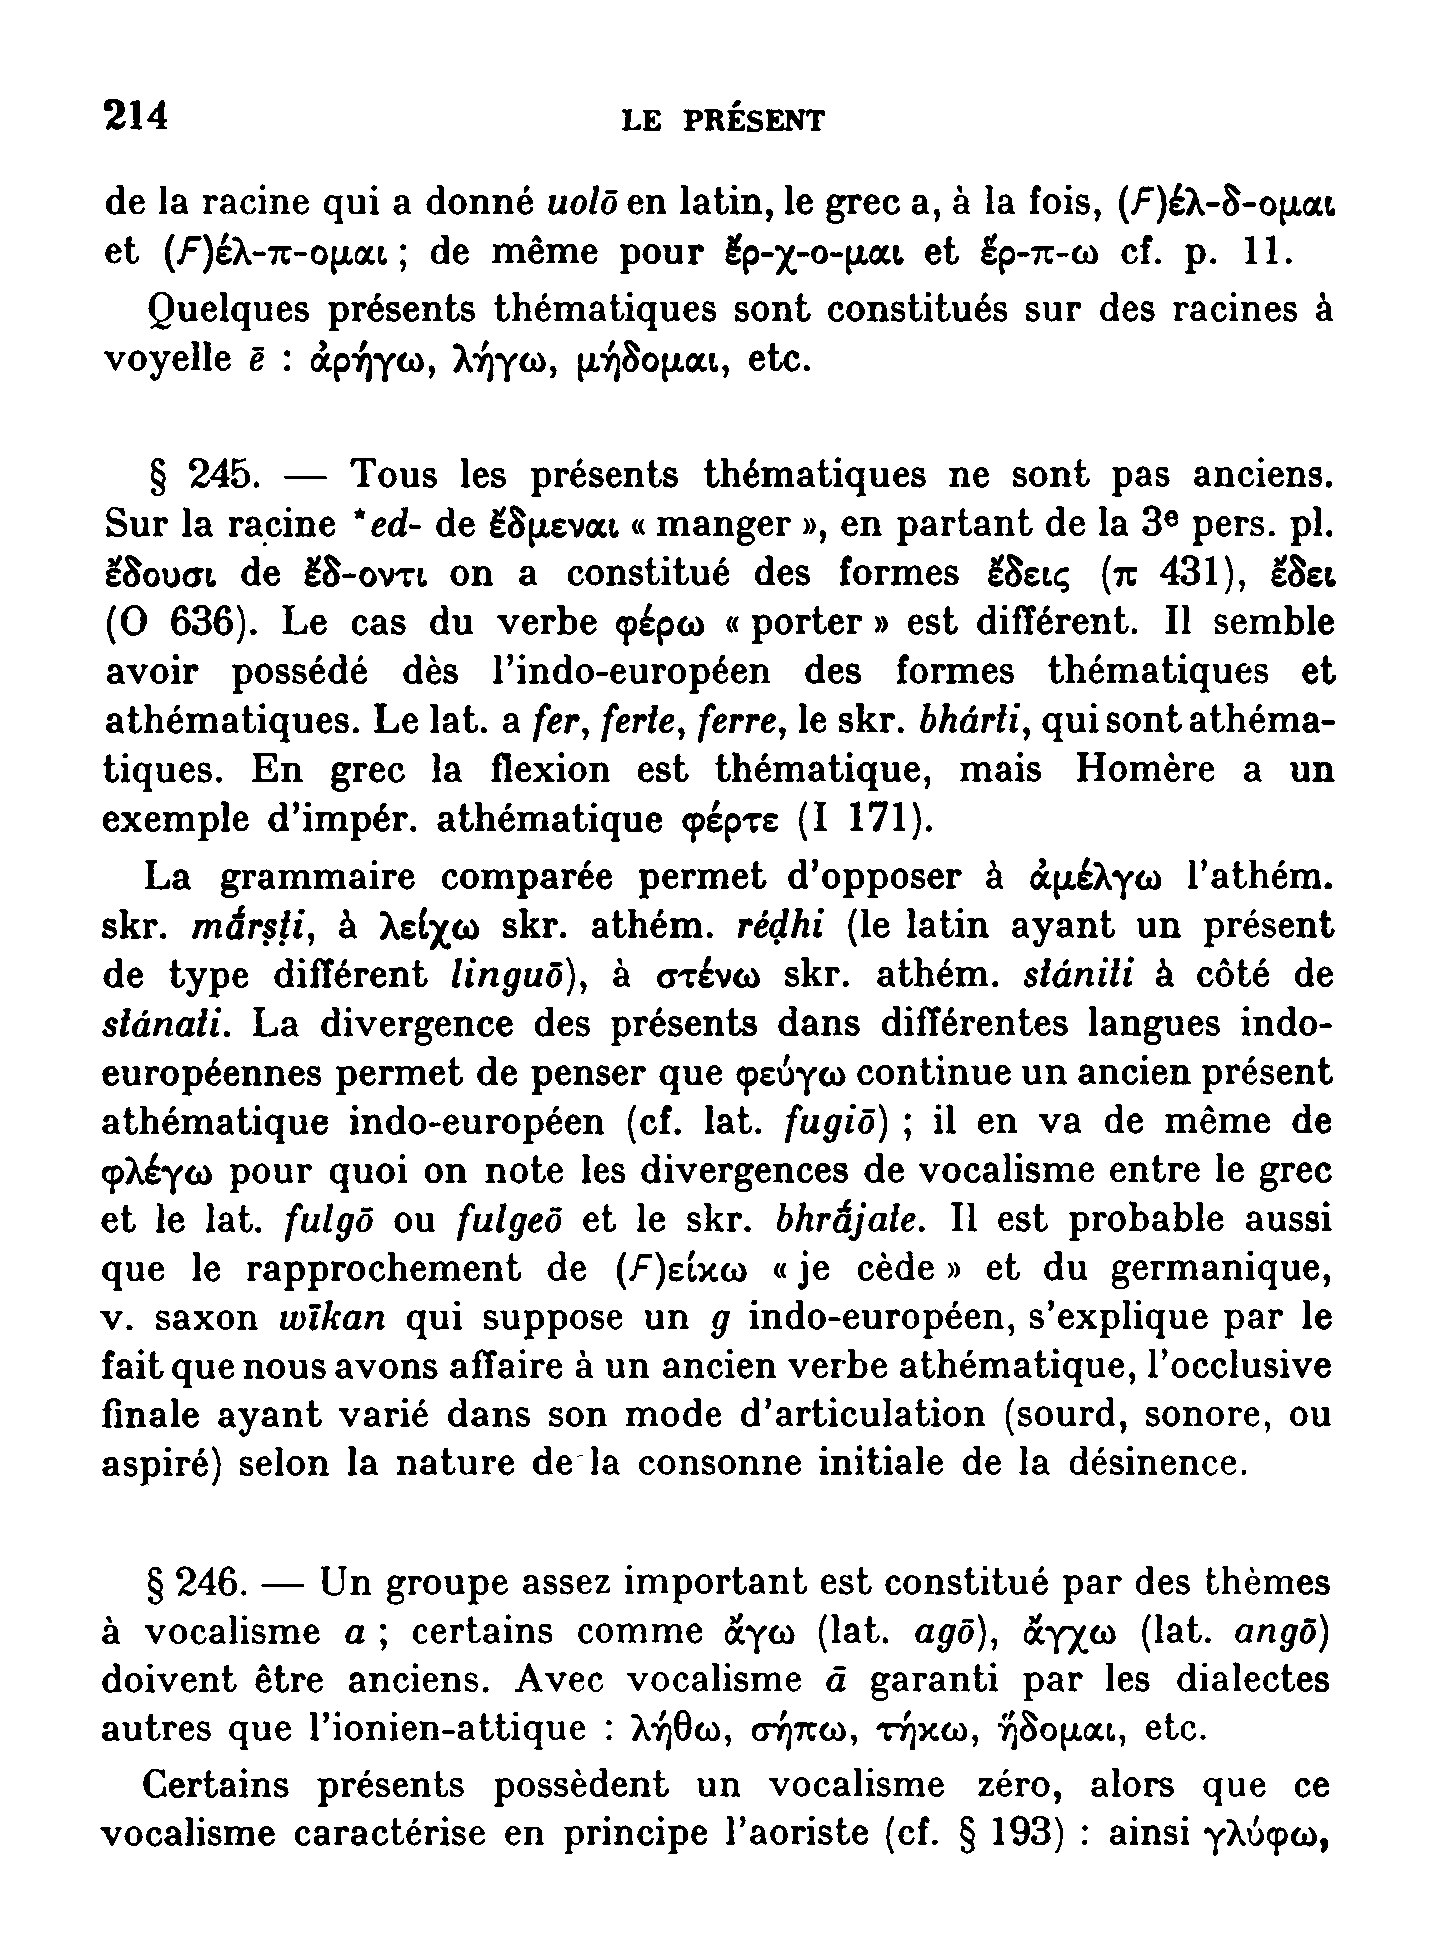 214
LE PRÉSENT
de la racine qui a donné uolō en latin, le grec a, à la fois, (ϝ)έλ-δ-ομαι
et (ϝ)έλ-π-ομαι ; de même pour ἔρ-χ-ο-μαι et ἕρ-π-ω cf. p. 11.
Quelques présents thématiques sont constitués sur des racines à
voyelle ē : ἀρήγω, λήγω, μήδομαι, etc.
§ 245. — Tous les présents thématiques ne sont pas anciens.
Sur la racine *ed- de ἔδμεναι « manger », en partant de la 3e pers. pl.
ἔδουσι de ἔδ-οντι on a constitué des formes ἔδεις (π 431), ἔδει
(O 636). Le cas du verbe φέρω « porter » est différent. Il semble
avoir possédé dès l’indo-européen des formes thématiques et
athématiques. Le lat. a fer, ferte, ferre, le skr. bhárti, qui sont athéma-
tiques. En grec la flexion est thématique, mais Homère a un
exemple d’impér. athématique φέρτε (I 171).
La grammaire comparée permet d’opposer à ἀμέλγω l’athém.
skr. mā́rṣṭi, à λείχω skr. athém. réḍhi (le latin ayant un présent
de type différent linguō), à στένω skr. athém. stániti à côté de
stánati. La divergence des présents dans différentes langues indo-
européennes permet de penser que φεύγω continue un ancien présent
athématique indo-européen (cf. lat. fugiō) ; il en va de même de
φλέγω pour quoi on note les divergences de vocalisme entre le grec
et le lat. fulgō ou fulgeō et le skr. bhrā́jate. Il est probable aussi
que le rapprochement de (ϝ)είκω « je cède » et du germanique,
v. saxon wīkan qui suppose un g indo-européen, s’explique par le
fait que nous avons affaire à un ancien verbe athématique, l’occlusive
finale ayant varié dans son mode d’articulation (sourd, sonore, ou
aspiré) selon la nature de la consonne initiale de la désinence.
§ 246. — Un groupe assez important est constitué par des thèmes
à vocalisme a ; certains comme ἄγω (lat. agō), ἄγχω (lat. angō)
doivent être anciens. Avec vocalisme ā garanti par les dialectes
autres que l’ionien-attique : λήθω, σήπω, τήκω, ἥδομαι, etc.
Certains présents possèdent un vocalisme zéro, alors que ce
vocalisme caractérise en principe l’aoriste (cf. § 193) : ainsi γλύφω,